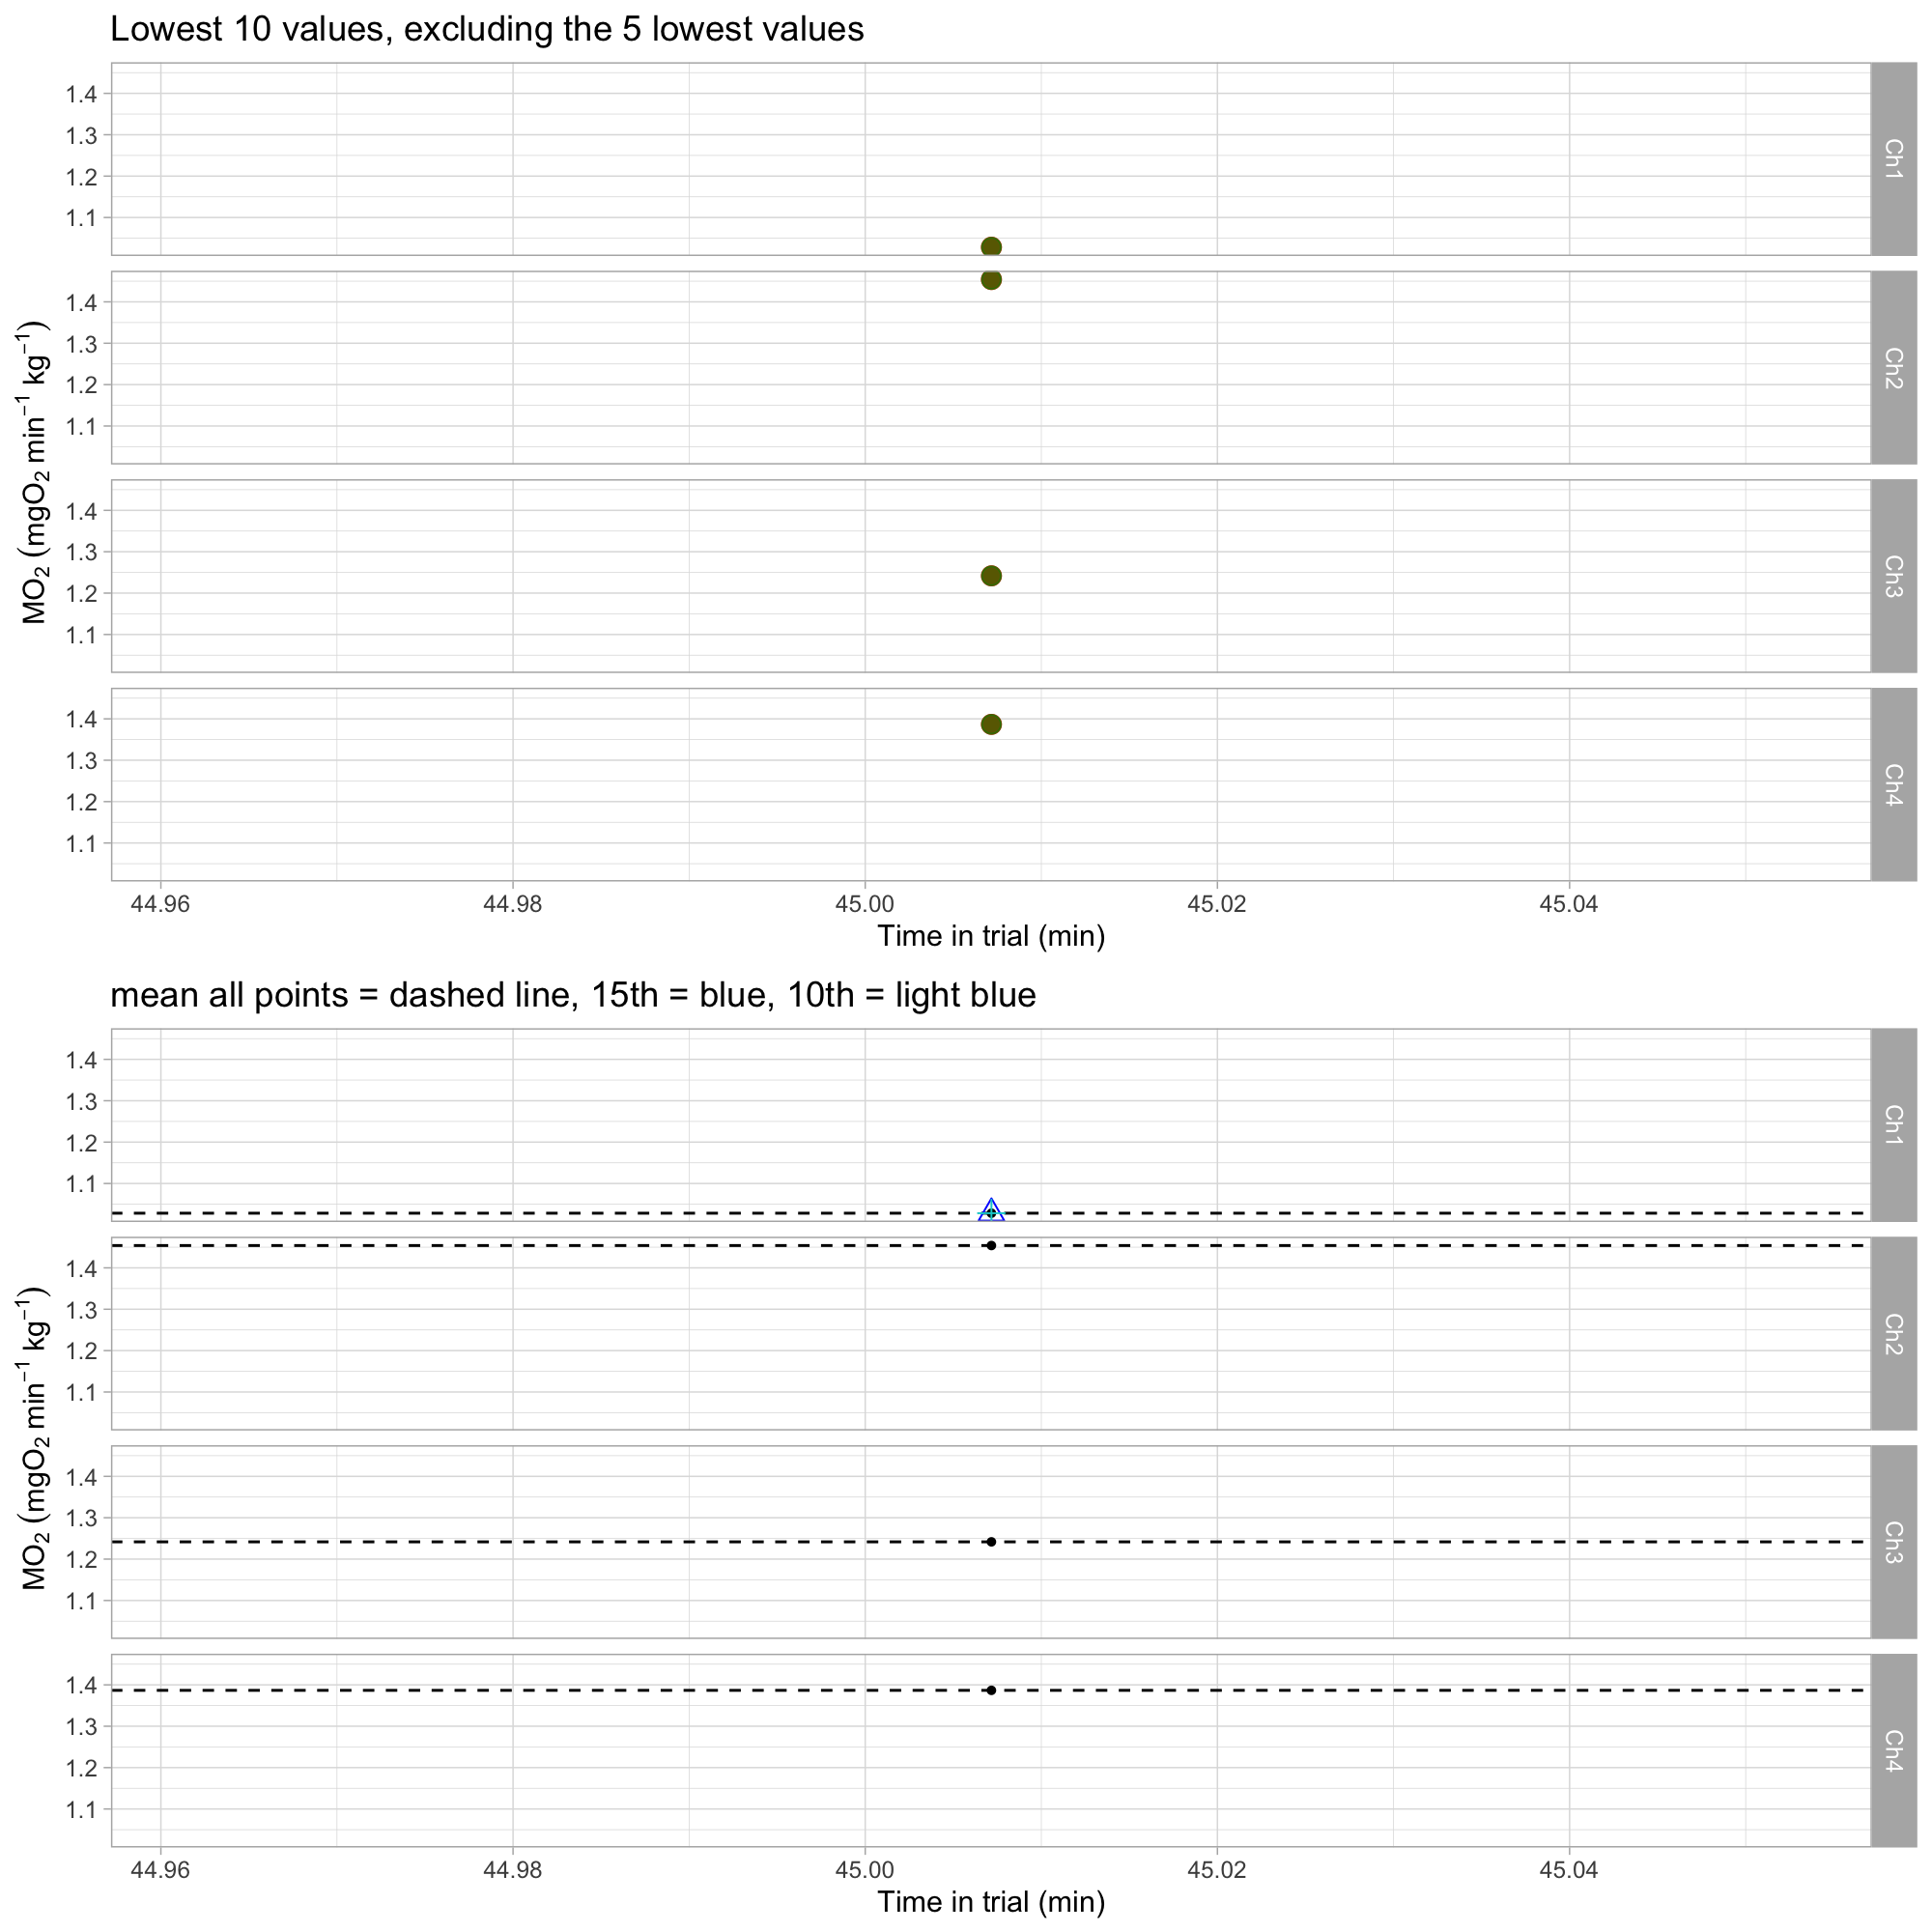 Lowest 10 values, excluding the 5 lowest values
1.4
1.3
1.2
1.1
Ch1
1.4
1.3
1.2
1.1
Ch2
1.4
1.3
1.2
1.1
Ch3
1.4
1.3
1.2
1.1
Ch4
MO₂ (mgO₂ min⁻¹ kg⁻¹)
44.96 44.98 45.00 45.02 45.04
Time in trial (min)
mean all points = dashed line, 15th = blue, 10th = light blue
1.4
1.3
1.2
1.1
Ch1
1.4
1.3
1.2
1.1
Ch2
1.4
1.3
1.2
1.1
Ch3
1.4
1.3
1.2
1.1
Ch4
MO₂ (mgO₂ min⁻¹ kg⁻¹)
44.96 44.98 45.00 45.02 45.04
Time in trial (min)